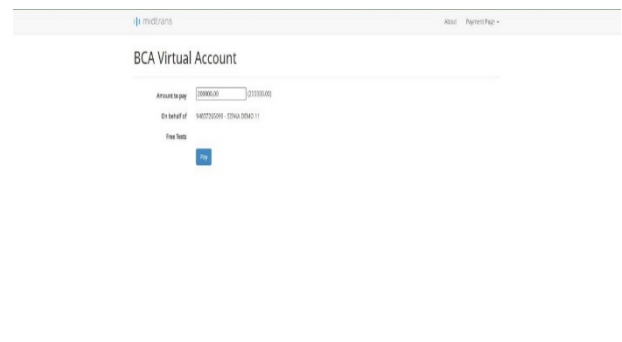 midtrans
About Payment Page
BCA Virtual Account
Amount to pay
On behalf of
Free Texts
Pay